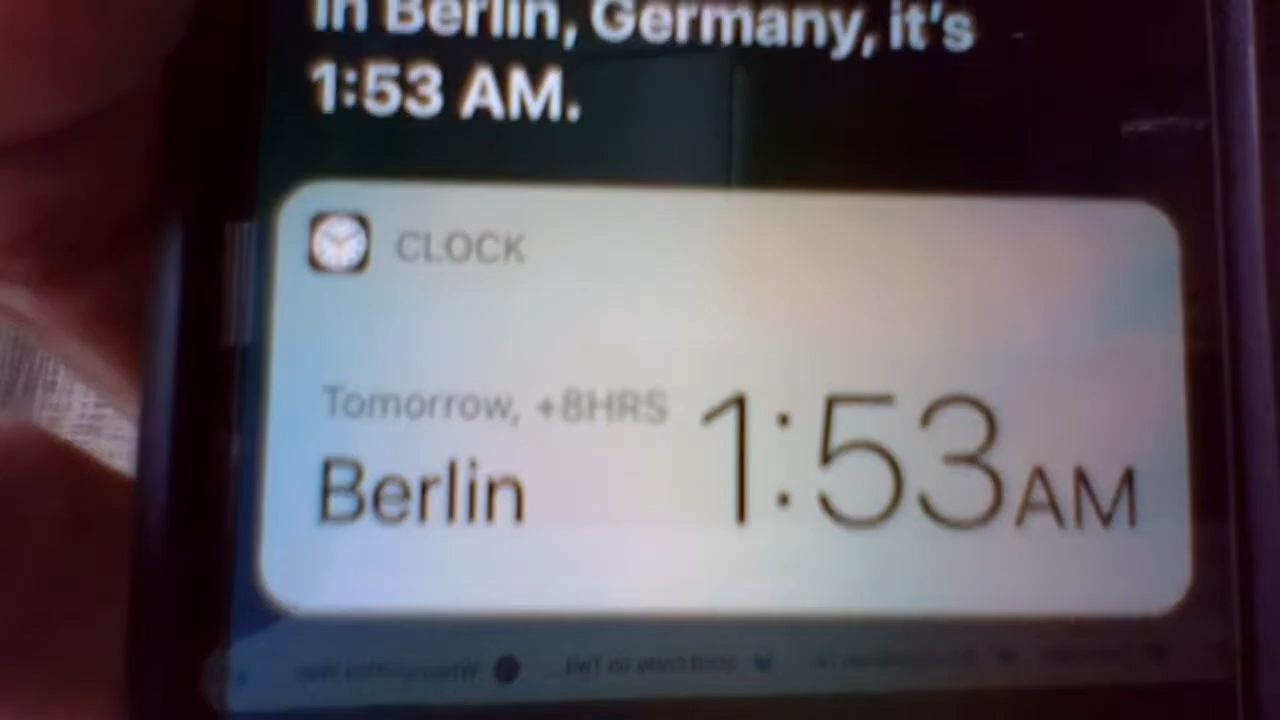 In Berlin, Germany, it's
1:53 AM.
CLOCK
Tomorrow, +8HRS
Berlin
1:53AM